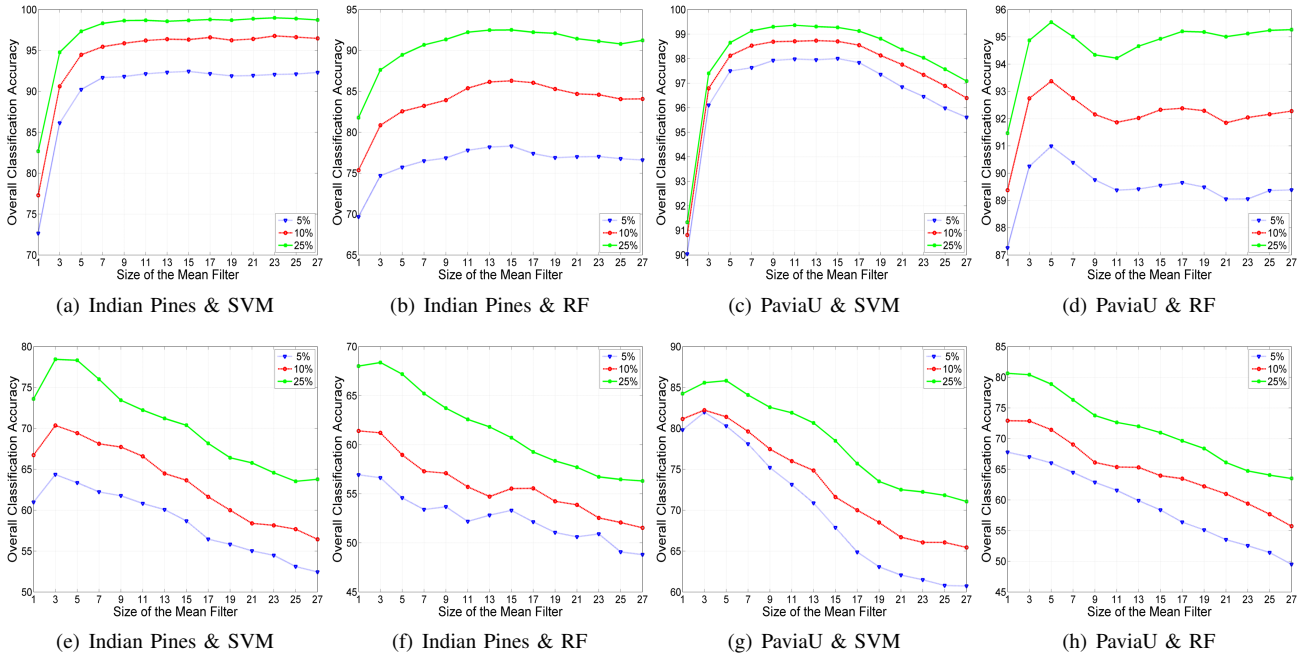 Overall Classification Accuracy
100
95
90
85
80
75
70
1 3 5 7 9 11 13 15 17 19 21 23 25 27
Size of the Mean Filter
5%
10%
25%
(a) Indian Pines & SVM
Overall Classification Accuracy
100
95
90
85
80
75
70
65
1 3 5 7 9 11 13 15 17 19 21 23 25 27
Size of the Mean Filter
5%
10%
25%
(b) Indian Pines & RF
Overall Classification Accuracy
100
99
98
97
96
95
94
93
92
91
90
1 3 5 7 9 11 13 15 17 19 21 23 25 27
Size of the Mean Filter
5%
10%
25%
(c) PaviaU & SVM
Overall Classification Accuracy
96
95
94
93
92
91
90
89
88
87
1 3 5 7 9 11 13 15 17 19 21 23 25 27
Size of the Mean Filter
5%
10%
25%
(d) PaviaU & RF
Overall Classification Accuracy
80
75
70
65
60
55
50
1 3 5 7 9 11 13 15 17 19 21 23 25 27
Size of the Mean Filter
5%
10%
25%
(e) Indian Pines & SVM
Overall Classification Accuracy
70
65
60
55
50
45
1 3 5 7 9 11 13 15 17 19 21 23 25 27
Size of the Mean Filter
5%
10%
25%
(f) Indian Pines & RF
Overall Classification Accuracy
90
85
80
75
70
65
60
1 3 5 7 9 11 13 15 17 19 21 23 25 27
Size of the Mean Filter
5%
10%
25%
(g) PaviaU & SVM
Overall Classification Accuracy
85
80
75
70
65
60
55
50
45
1 3 5 7 9 11 13 15 17 19 21 23 25 27
Size of the Mean Filter
5%
10%
25%
(h) PaviaU & RF